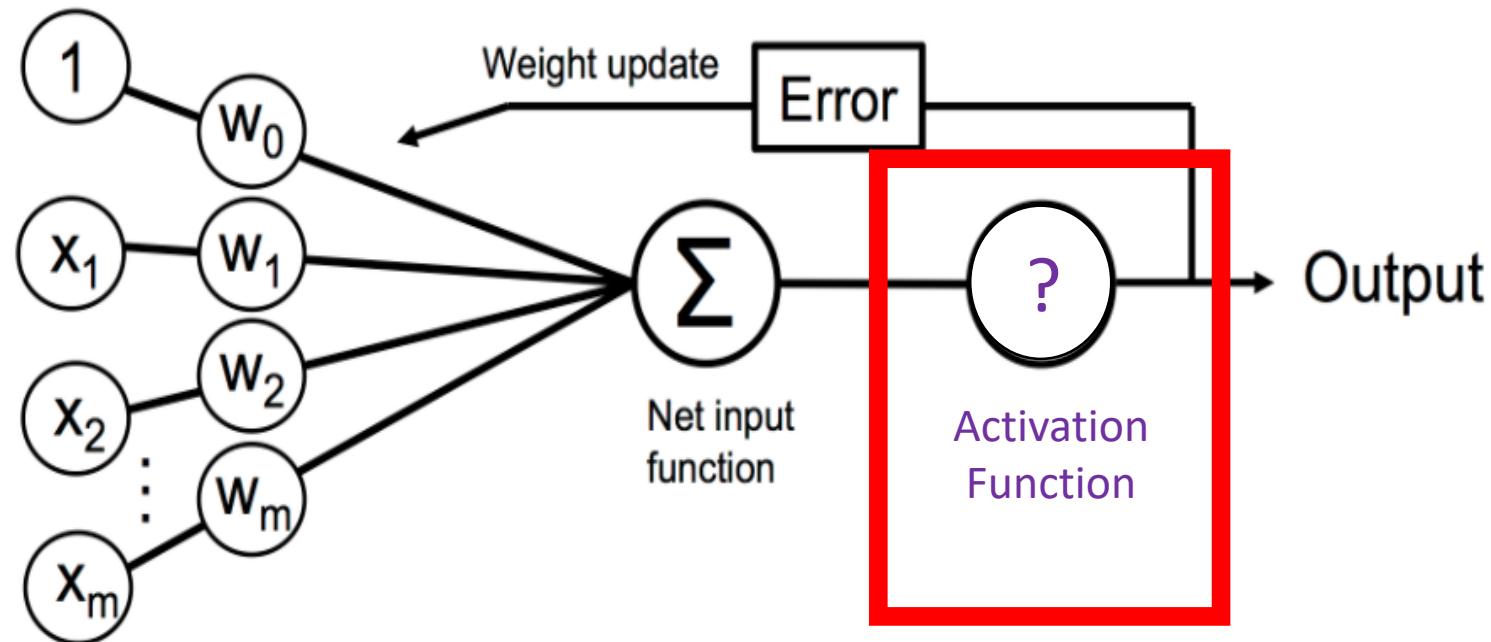 1
Weight update
Error
w₀
x₁
w₁
Σ
?
Output
x₂
w₂
Net input
function
Activation
Function
⋮
wₘ
xₘ